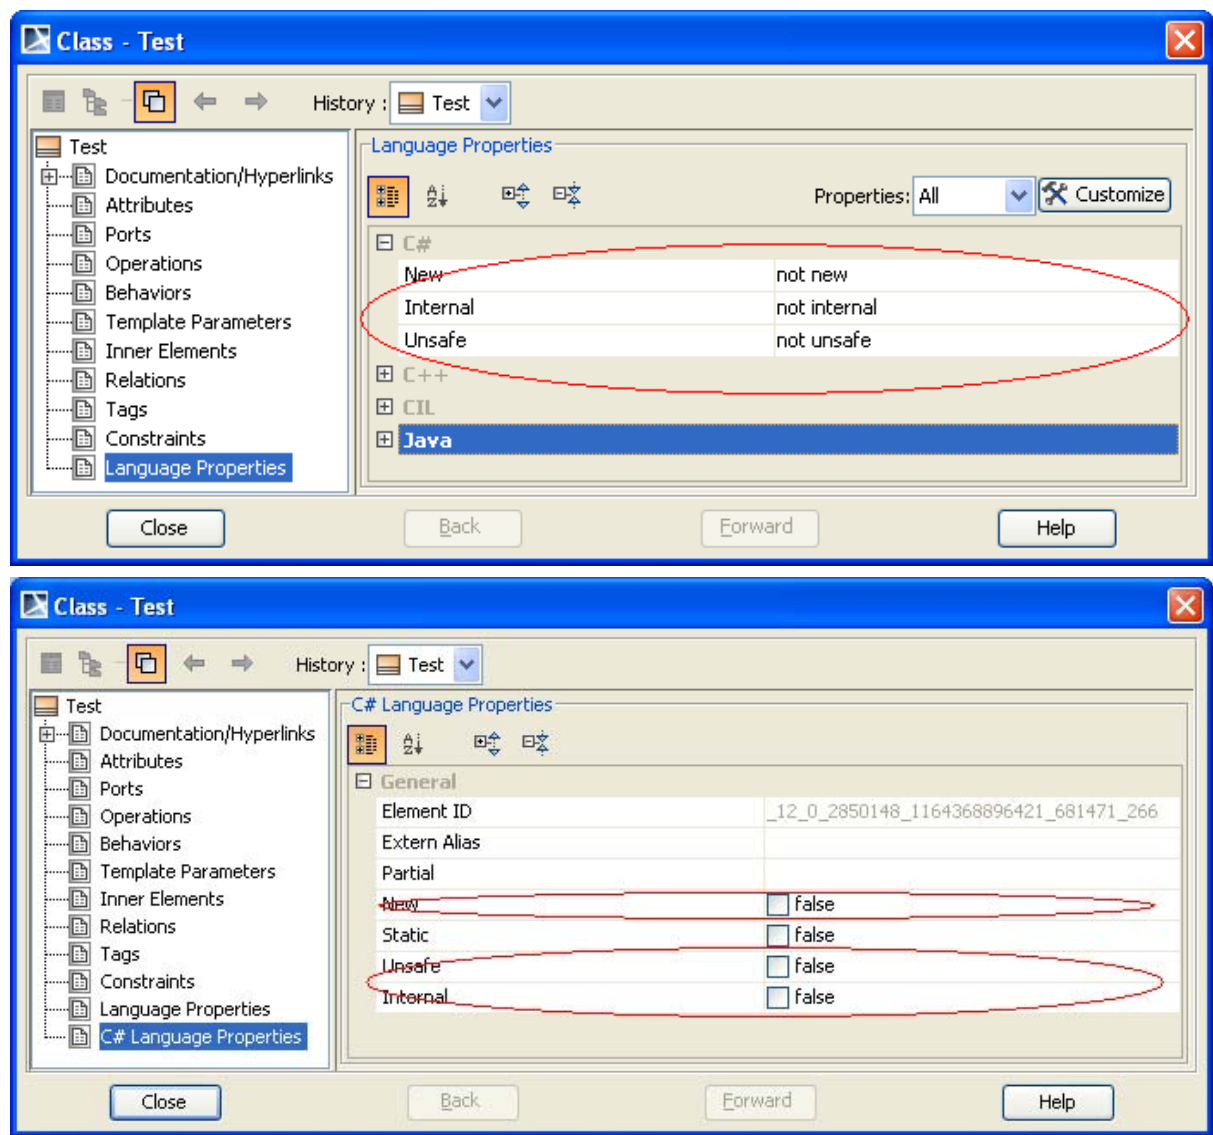 Class - Test
History : Test
Test
Documentation/Hyperlinks
Attributes
Ports
Operations
Behaviors
Template Parameters
Inner Elements
Relations
Tags
Constraints
Language Properties
Language Properties
Properties: All Customize
C#
New not new
Internal not internal
Unsafe not unsafe
C++
CIL
Java
Close Back Forward Help
Class - Test
History : Test
Test
Documentation/Hyperlinks
Attributes
Ports
Operations
Behaviors
Template Parameters
Inner Elements
Relations
Tags
Constraints
Language Properties
C# Language Properties
C# Language Properties
General
Element ID _12_0_2850148_1164368896421_681471_266
Extern Alias
Partial
New false
Static false
Unsafe false
Internal false
Close Back Forward Help